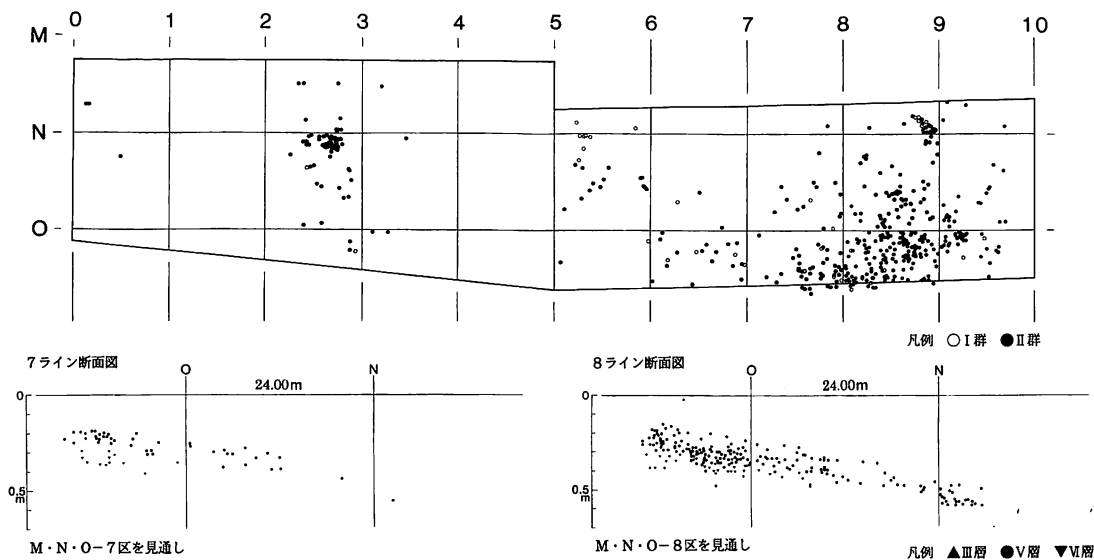 0 1 2 3 4 5 6 7 8 9 10
M
N
O
凡例 ○Ⅰ群 ●Ⅱ群
7ライン断面図
O N
24.00m
0
0.5
m
M・N・O-7区を見通し
8ライン断面図
O N
24.00m
0
0.5
m
M・N・O-8区を見通し
凡例 ▲Ⅲ層 ●Ⅴ層 ▼Ⅵ層